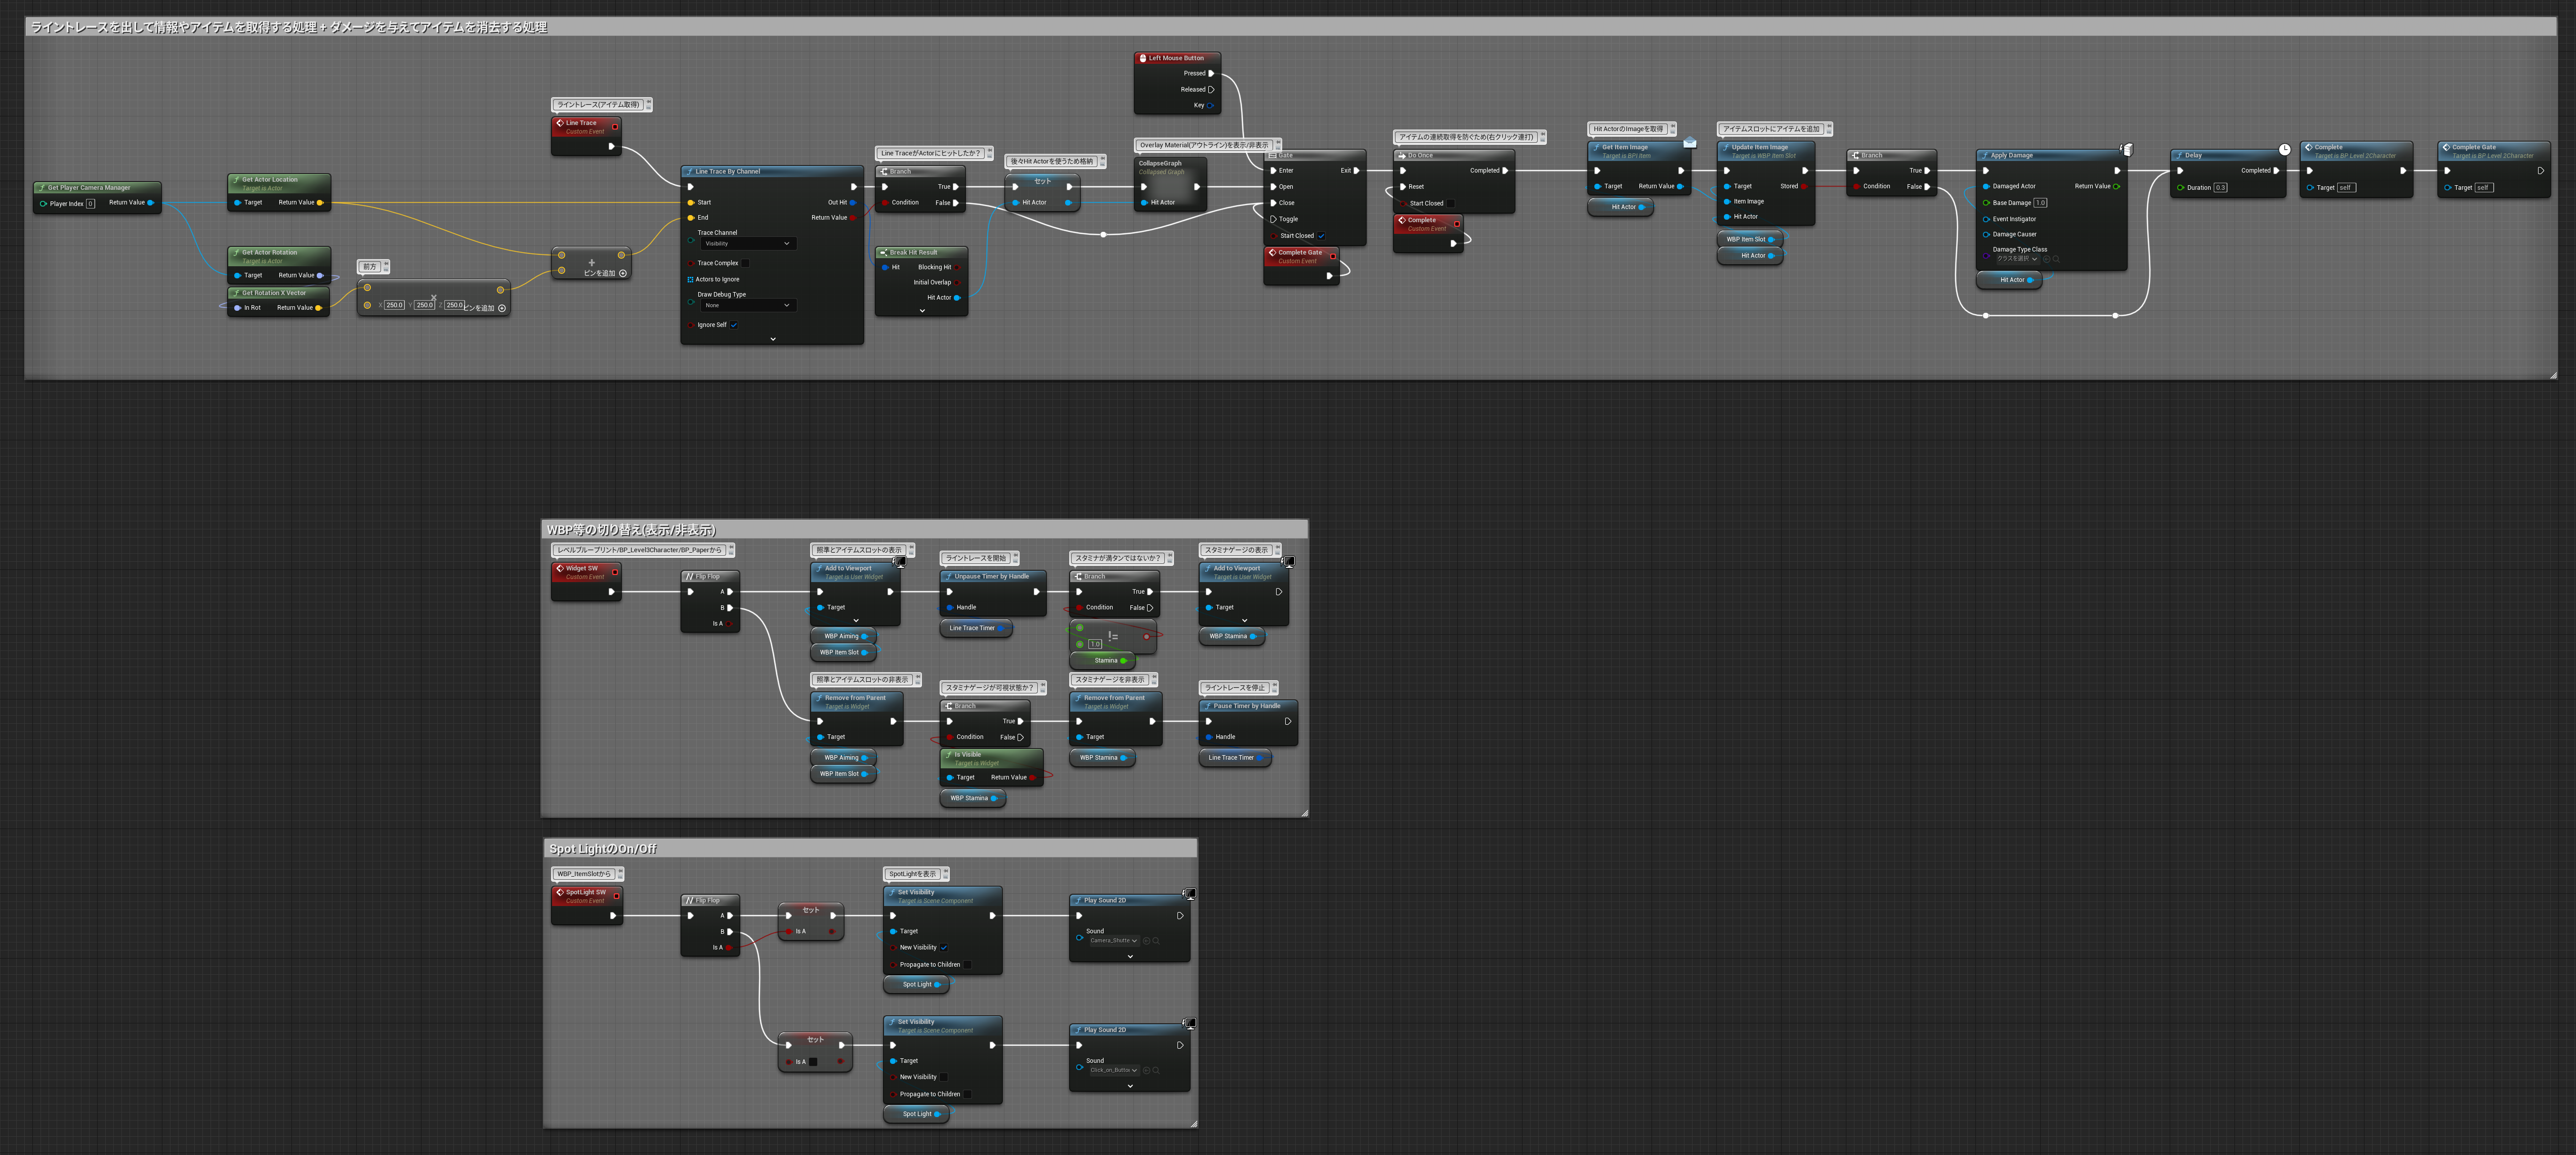 ライントレースを出して情報やアイテムを取得する処理 + ダメージを与えてアイテムを消去する処理
Left Mouse Button
Pressed
Released
Key
ライントレース(アイテム取得)
Line Trace
Custom Event
Get Player Camera Manager
Player Index 0
Return Value
Get Actor Location
Target is Actor
Target
Return Value
Get Actor Rotation
Target is Actor
Target
Return Value
Get Rotation X Vector
In Rot
Return Value
前方
X 250.0 Y 250.0 Z 250.0
ピンを追加
+
ピンを追加
Line Trace By Channel
Start
Out Hit
End
Return Value
Trace Channel
Visibility
Trace Complex
Actors to Ignore
Draw Debug Type
None
Ignore Self
Line TraceがActorにヒットしたか?
Branch
True
Condition
False
Break Hit Result
Hit
Blocking Hit
Initial Overlap
Hit Actor
後々Hit Actorを使うため格納
セット
Hit Actor
Overlay Material(アウトライン)を表示/非表示
CollapseGraph
Collapsed Graph
Hit Actor
Gate
Enter
Exit
Open
Close
Toggle
Start Closed
Complete Gate
Custom Event
アイテムの連続取得を防ぐため(右クリック連打)
Do Once
Completed
Reset
Start Closed
Complete
Custom Event
Hit ActorのImageを取得
Get Item Image
Target is BPI Item
Target
Return Value
Hit Actor
アイテムスロットにアイテムを追加
Update Item Image
Target is WBP Item Slot
Target
Stored
Item Image
Hit Actor
WBP Item Slot
Hit Actor
Branch
True
Condition
False
Apply Damage
Damaged Actor
Return Value
Base Damage 1.0
Event Instigator
Damage Causer
Damage Type Class
クラスを選択
Hit Actor
Delay
Completed
Duration 0.3
Complete
Target is BP Level 2Character
Target self
Complete Gate
Target is BP Level 2Character
Target self
WBP等の切り替え(表示/非表示)
レベルブループリント/BP_Level3Character/BP_Paperから
Widget SW
Custom Event
Flip Flop
A
B
Is A
照準とアイテムスロットの表示
Add to Viewport
Target is User Widget
Target
WBP Aiming
WBP Item Slot
ライントレースを開始
Unpause Timer by Handle
Handle
Line Trace Timer
スタミナが満タンではないか?
Branch
True
Condition
False
!=
1.0
Stamina
スタミナゲージの表示
Add to Viewport
Target is User Widget
Target
WBP Stamina
照準とアイテムスロットの非表示
Remove from Parent
Target is Widget
Target
WBP Aiming
WBP Item Slot
スタミナゲージが可視状態か?
Branch
True
Condition
False
Is Visible
Target is Widget
Target
Return Value
WBP Stamina
スタミナゲージを非表示
Remove from Parent
Target is Widget
Target
WBP Stamina
ライントレースを停止
Pause Timer by Handle
Handle
Line Trace Timer
Spot LightのOn/Off
WBP_ItemSlotから
SpotLight SW
Custom Event
Flip Flop
A
B
Is A
セット
Is A
SpotLightを表示
Set Visibility
Target is Scene Component
Target
New Visibility
Propagate to Children
Spot Light
Play Sound 2D
Sound
Camera_Shutte
セット
Is A
Set Visibility
Target is Scene Component
Target
New Visibility
Propagate to Children
Spot Light
Play Sound 2D
Sound
Click_on_Button